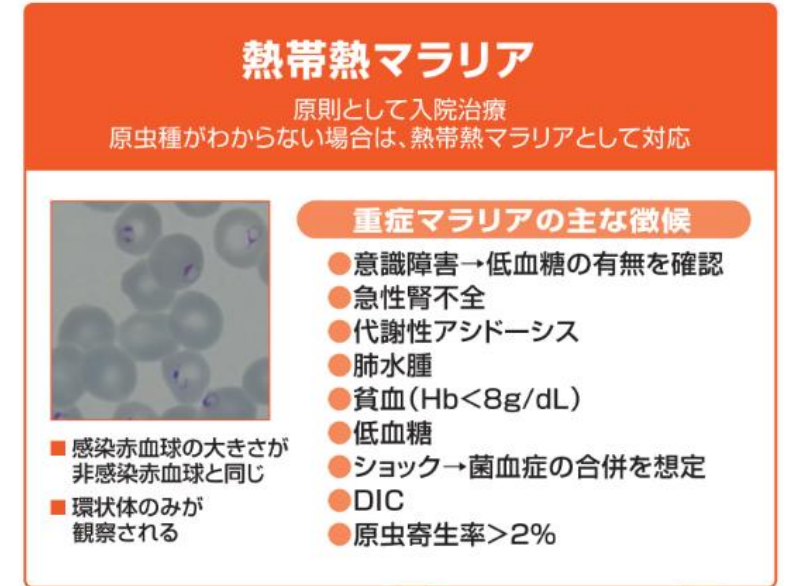 熱帯熱マラリア
原則として入院治療
原虫種がわからない場合は、熱帯熱マラリアとして対応
重症マラリアの主な徴候
●意識障害→低血糖の有無を確認
●急性腎不全
●代謝性アシドーシス
●肺水腫
●貧血(Hb<8g/dL)
●低血糖
●ショック→菌血症の合併を想定
●DIC
●原虫寄生率>2%
■ 感染赤血球の大きさが
非感染赤血球と同じ
■ 環状体のみが
観察される